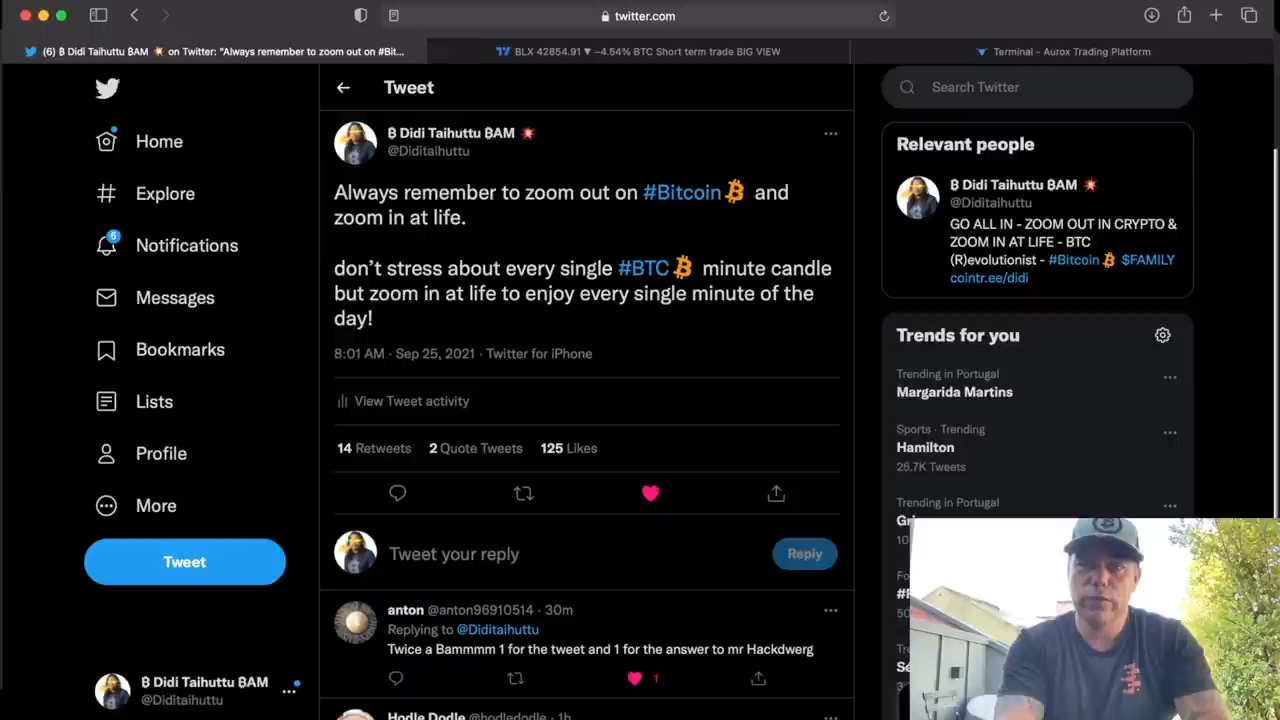 twitter.com
(6) ₿ Didi Taihuttu ₿AM 💥 on Twitter: "Always remember to zoom out on #Bit...
BLX 42854.91 ▼ −4.54% BTC Short term trade BIG VIEW
Terminal - Aurox Trading Platform
Home
Explore
6
Notifications
Messages
Bookmarks
Lists
Profile
More
Tweet
₿ Didi Taihuttu ₿AM
@Diditaihuttu
Tweet
₿ Didi Taihuttu ₿AM 💥
@Diditaihuttu
Always remember to zoom out on #Bitcoin and
zoom in at life.
don't stress about every single #BTC minute candle
but zoom in at life to enjoy every single minute of the
day!
8:01 AM · Sep 25, 2021 · Twitter for iPhone
View Tweet activity
14 Retweets 2 Quote Tweets 125 Likes
Tweet your reply
Reply
anton @anton96910514 · 30m
Replying to @Diditaihuttu
Twice a Bammmm 1 for the tweet and 1 for the answer to mr Hackdwerg
1
Hodle Dodle @hodledodle · 1h
Search Twitter
Relevant people
₿ Didi Taihuttu ₿AM 💥
@Diditaihuttu
GO ALL IN - ZOOM OUT IN CRYPTO &
ZOOM IN AT LIFE - BTC
(R)evolutionist - #Bitcoin $FAMILY
cointr.ee/didi
Trends for you
Trending in Portugal
Margarida Martins
Sports · Trending
Hamilton
26.7K Tweets
Trending in Portugal